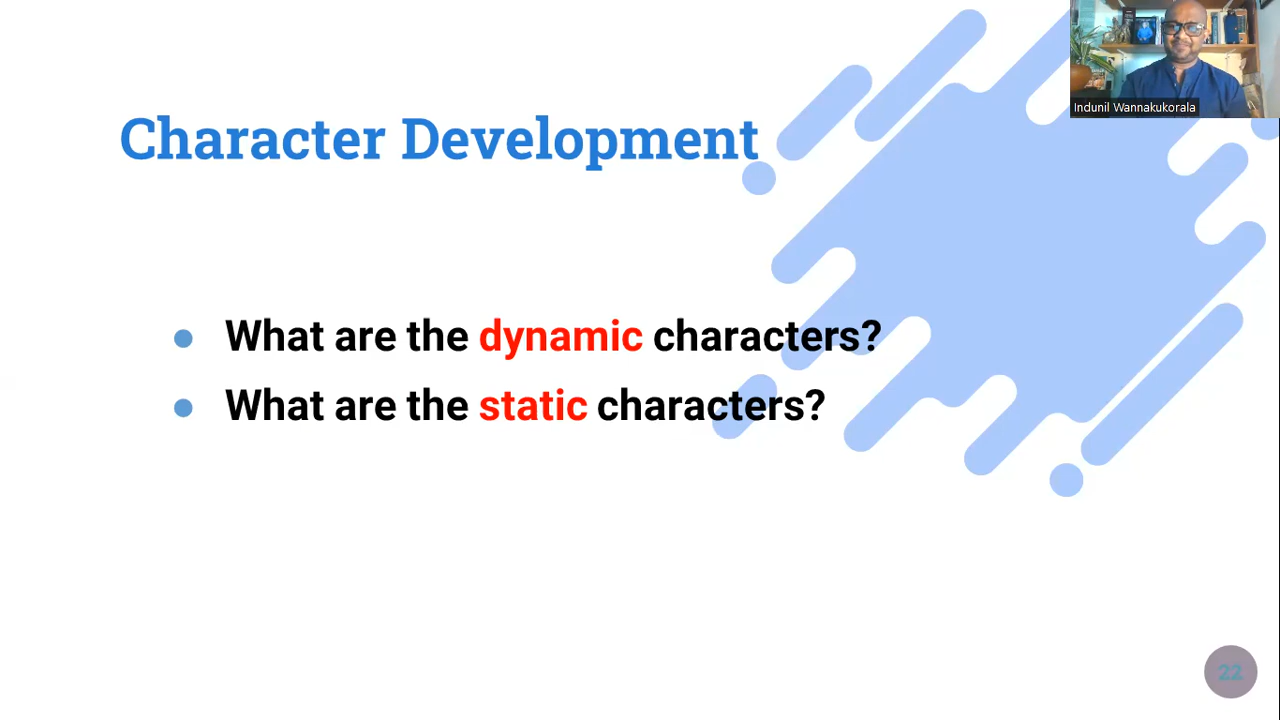 Indunil Wannakukorala
Character Development
What are the dynamic characters?
What are the static characters?
22